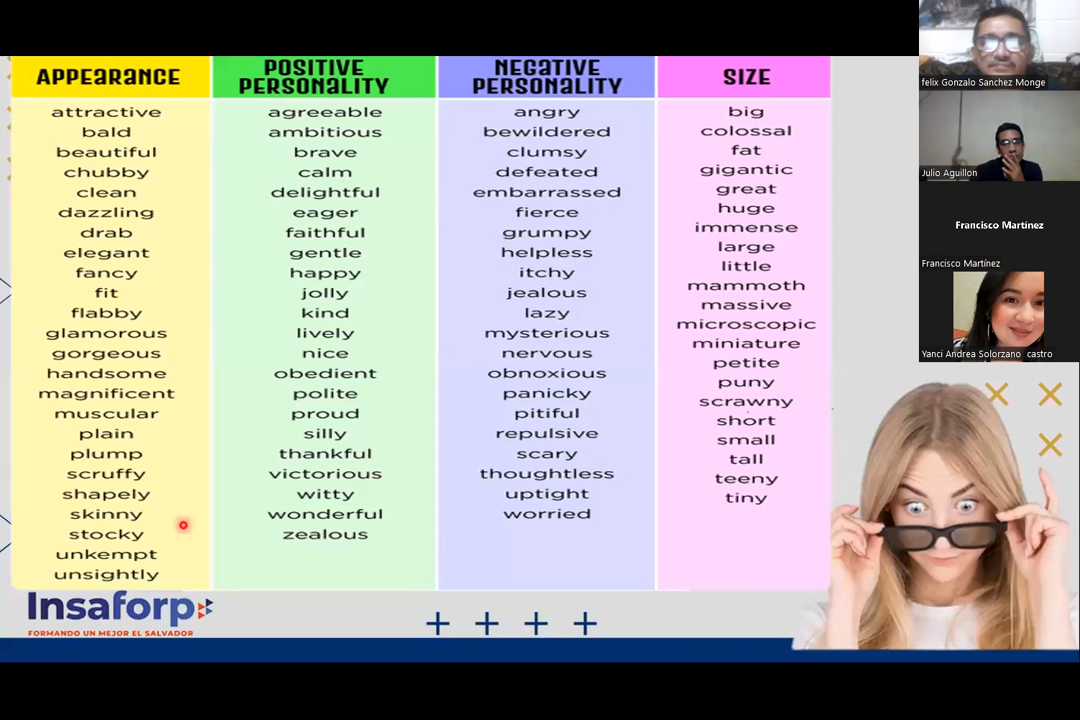 APPEARANCE
attractive
bald
beautiful
chubby
clean
dazzling
drab
elegant
fancy
fit
flabby
glamorous
gorgeous
handsome
magnificent
muscular
plain
plump
scruffy
shapely
skinny
stocky
unkempt
unsightly
POSITIVE
PERSONALITY
agreeable
ambitious
brave
calm
delightful
eager
faithful
gentle
happy
jolly
kind
lively
nice
obedient
polite
proud
silly
thankful
victorious
witty
wonderful
zealous
NEGATIVE
PERSONALITY
angry
bewildered
clumsy
defeated
embarrassed
fierce
grumpy
helpless
itchy
jealous
lazy
mysterious
nervous
obnoxious
panicky
pitiful
repulsive
scary
thoughtless
uptight
worried
SIZE
big
colossal
fat
gigantic
great
huge
immense
large
little
mammoth
massive
microscopic
miniature
petite
puny
scrawny
short
small
tall
teeny
tiny
Insaforp
FORMANDO UN MEJOR EL SALVADOR
felix Gonzalo Sanchez Monge
Julio Aguillon
Francisco Martínez
Francisco Martínez
Yanci Andrea Solorzano castro